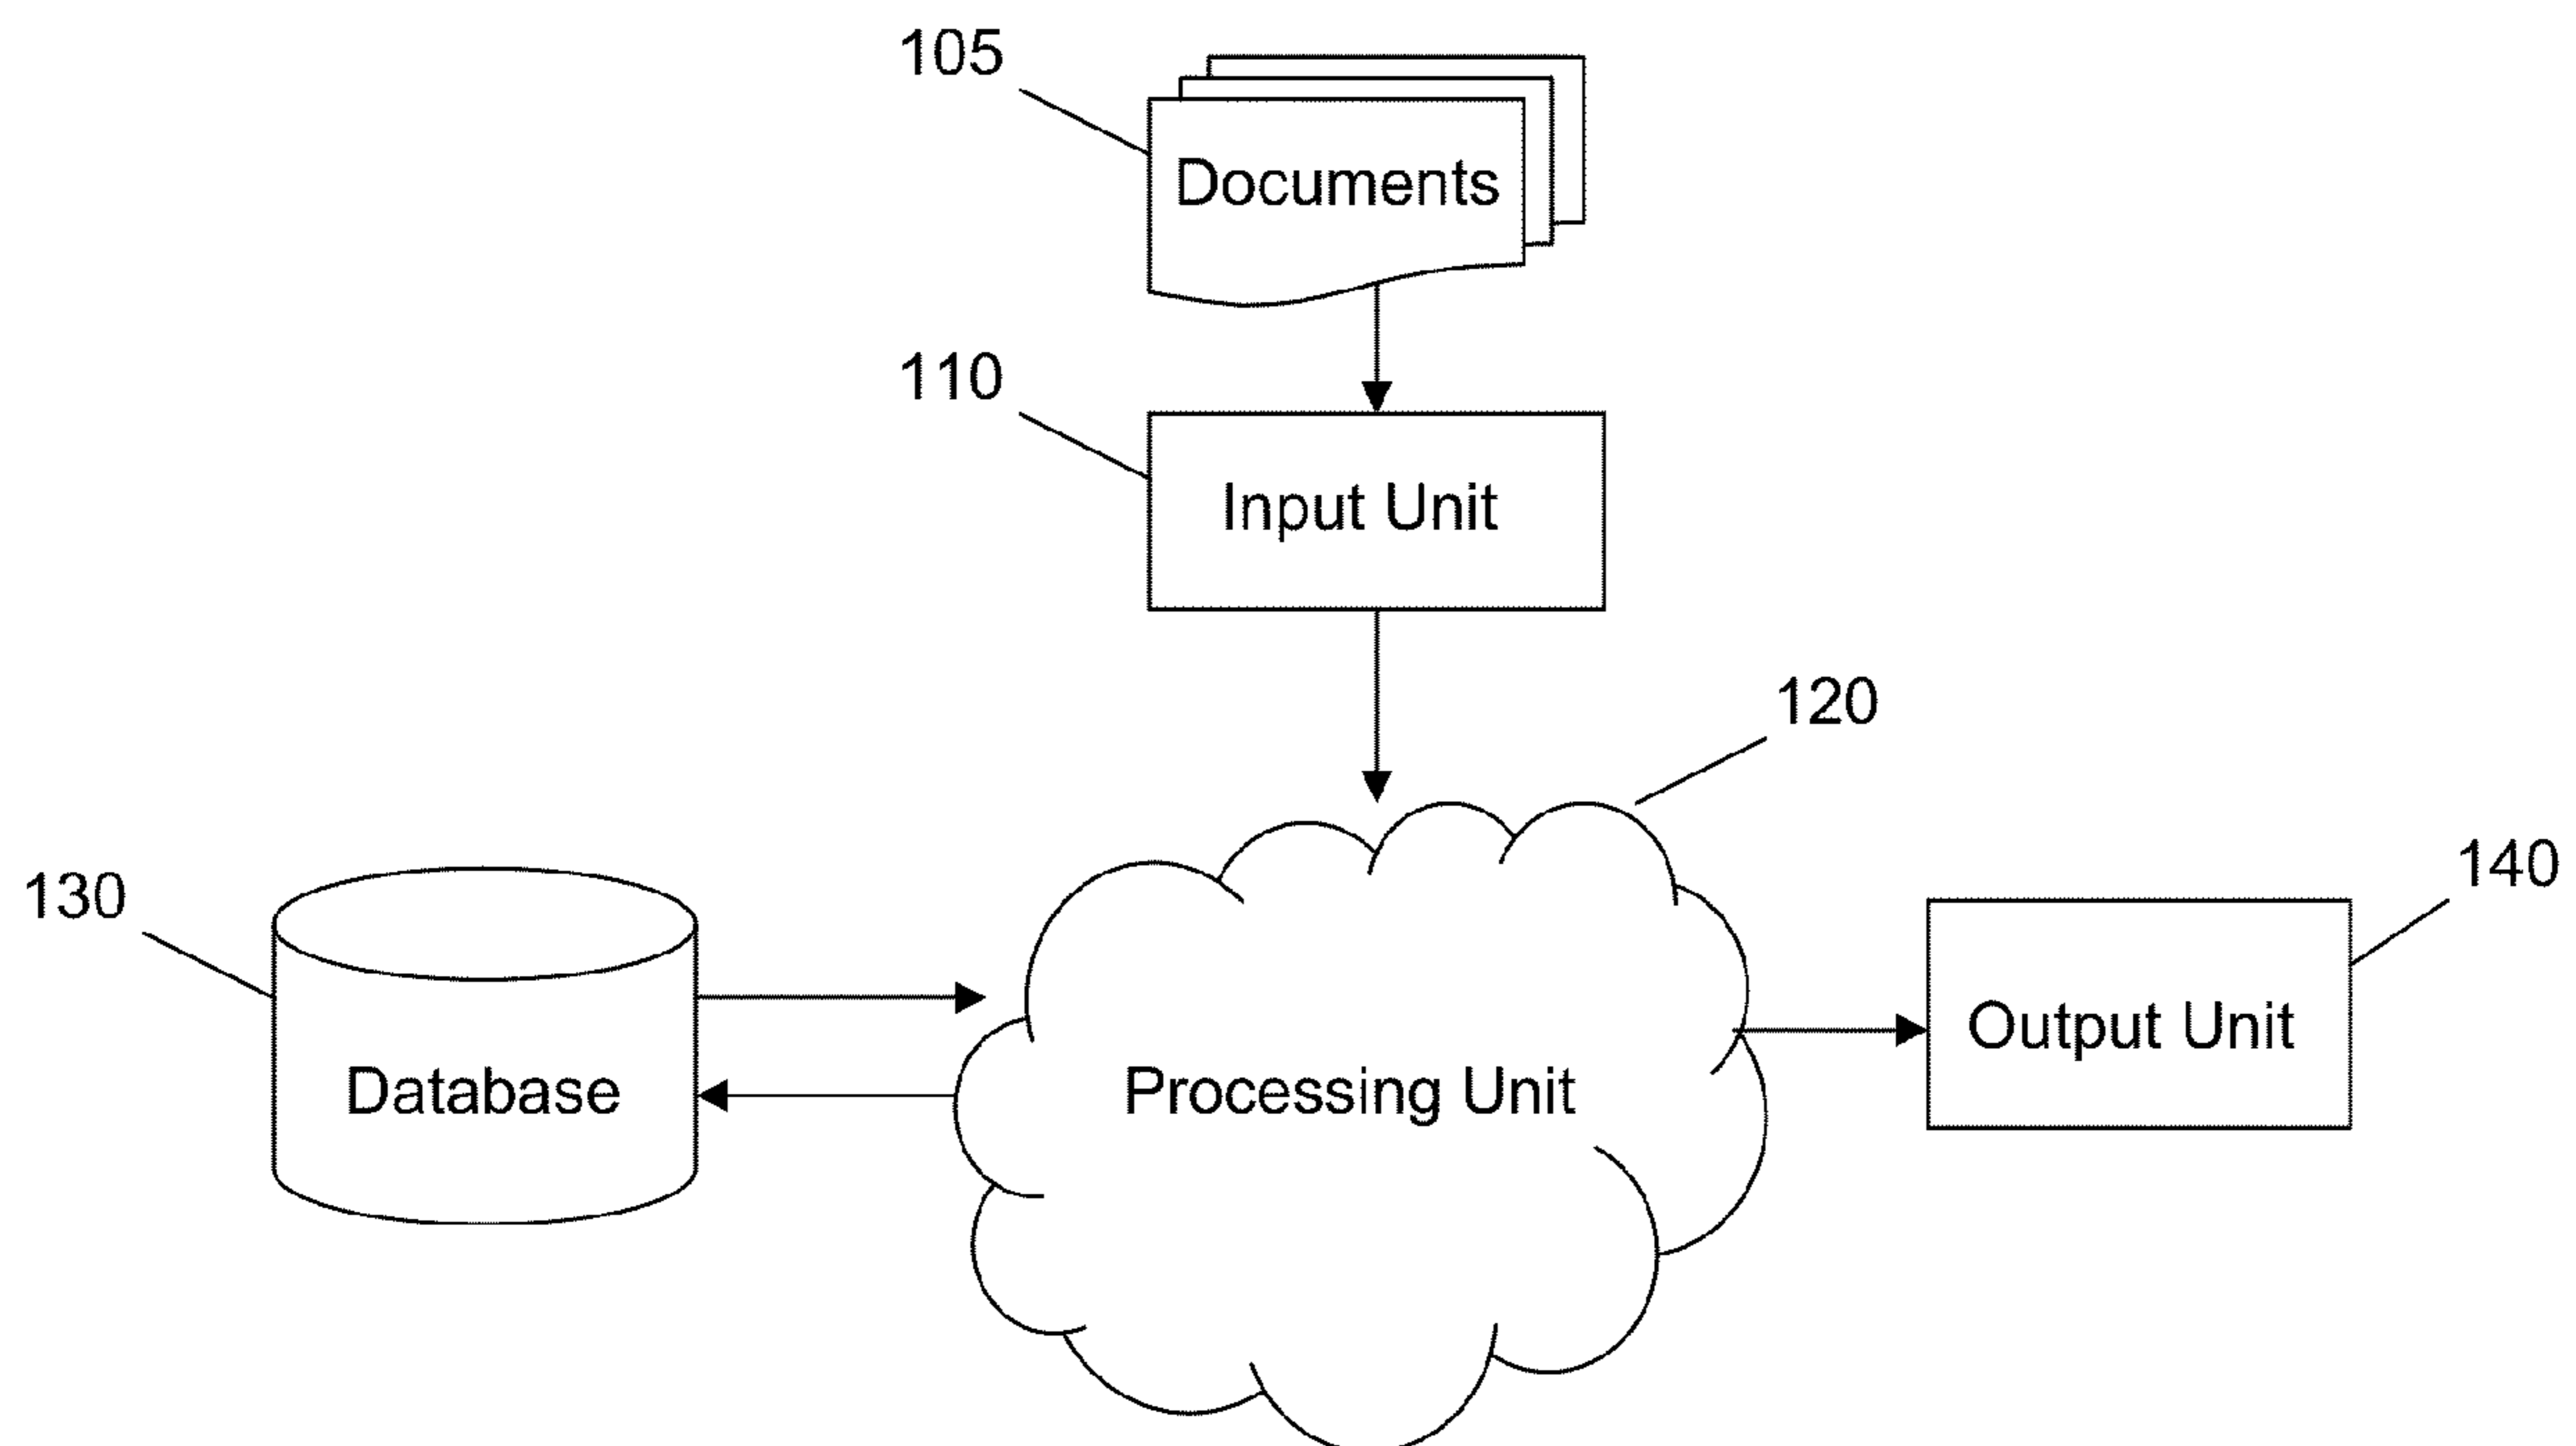 105
Documents
110
Input Unit
120
130
140
Output Unit
Database
Processing Unit